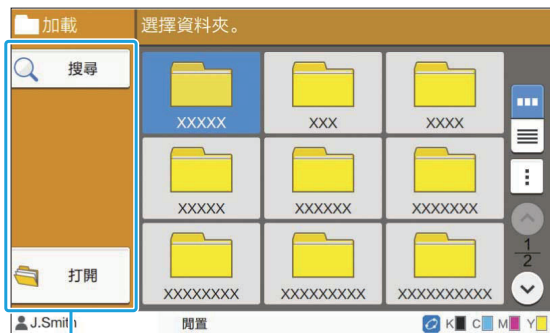 加載
選擇資料夾。
搜尋
打開
XXXXX
XXX
XXXX
XXXXX
XXXXXX
XXXXXXX
XXXXXXXX
XXXXXXXXX
XXXXXXXXXX
1
2
J.Smith
閒置
K C M Y